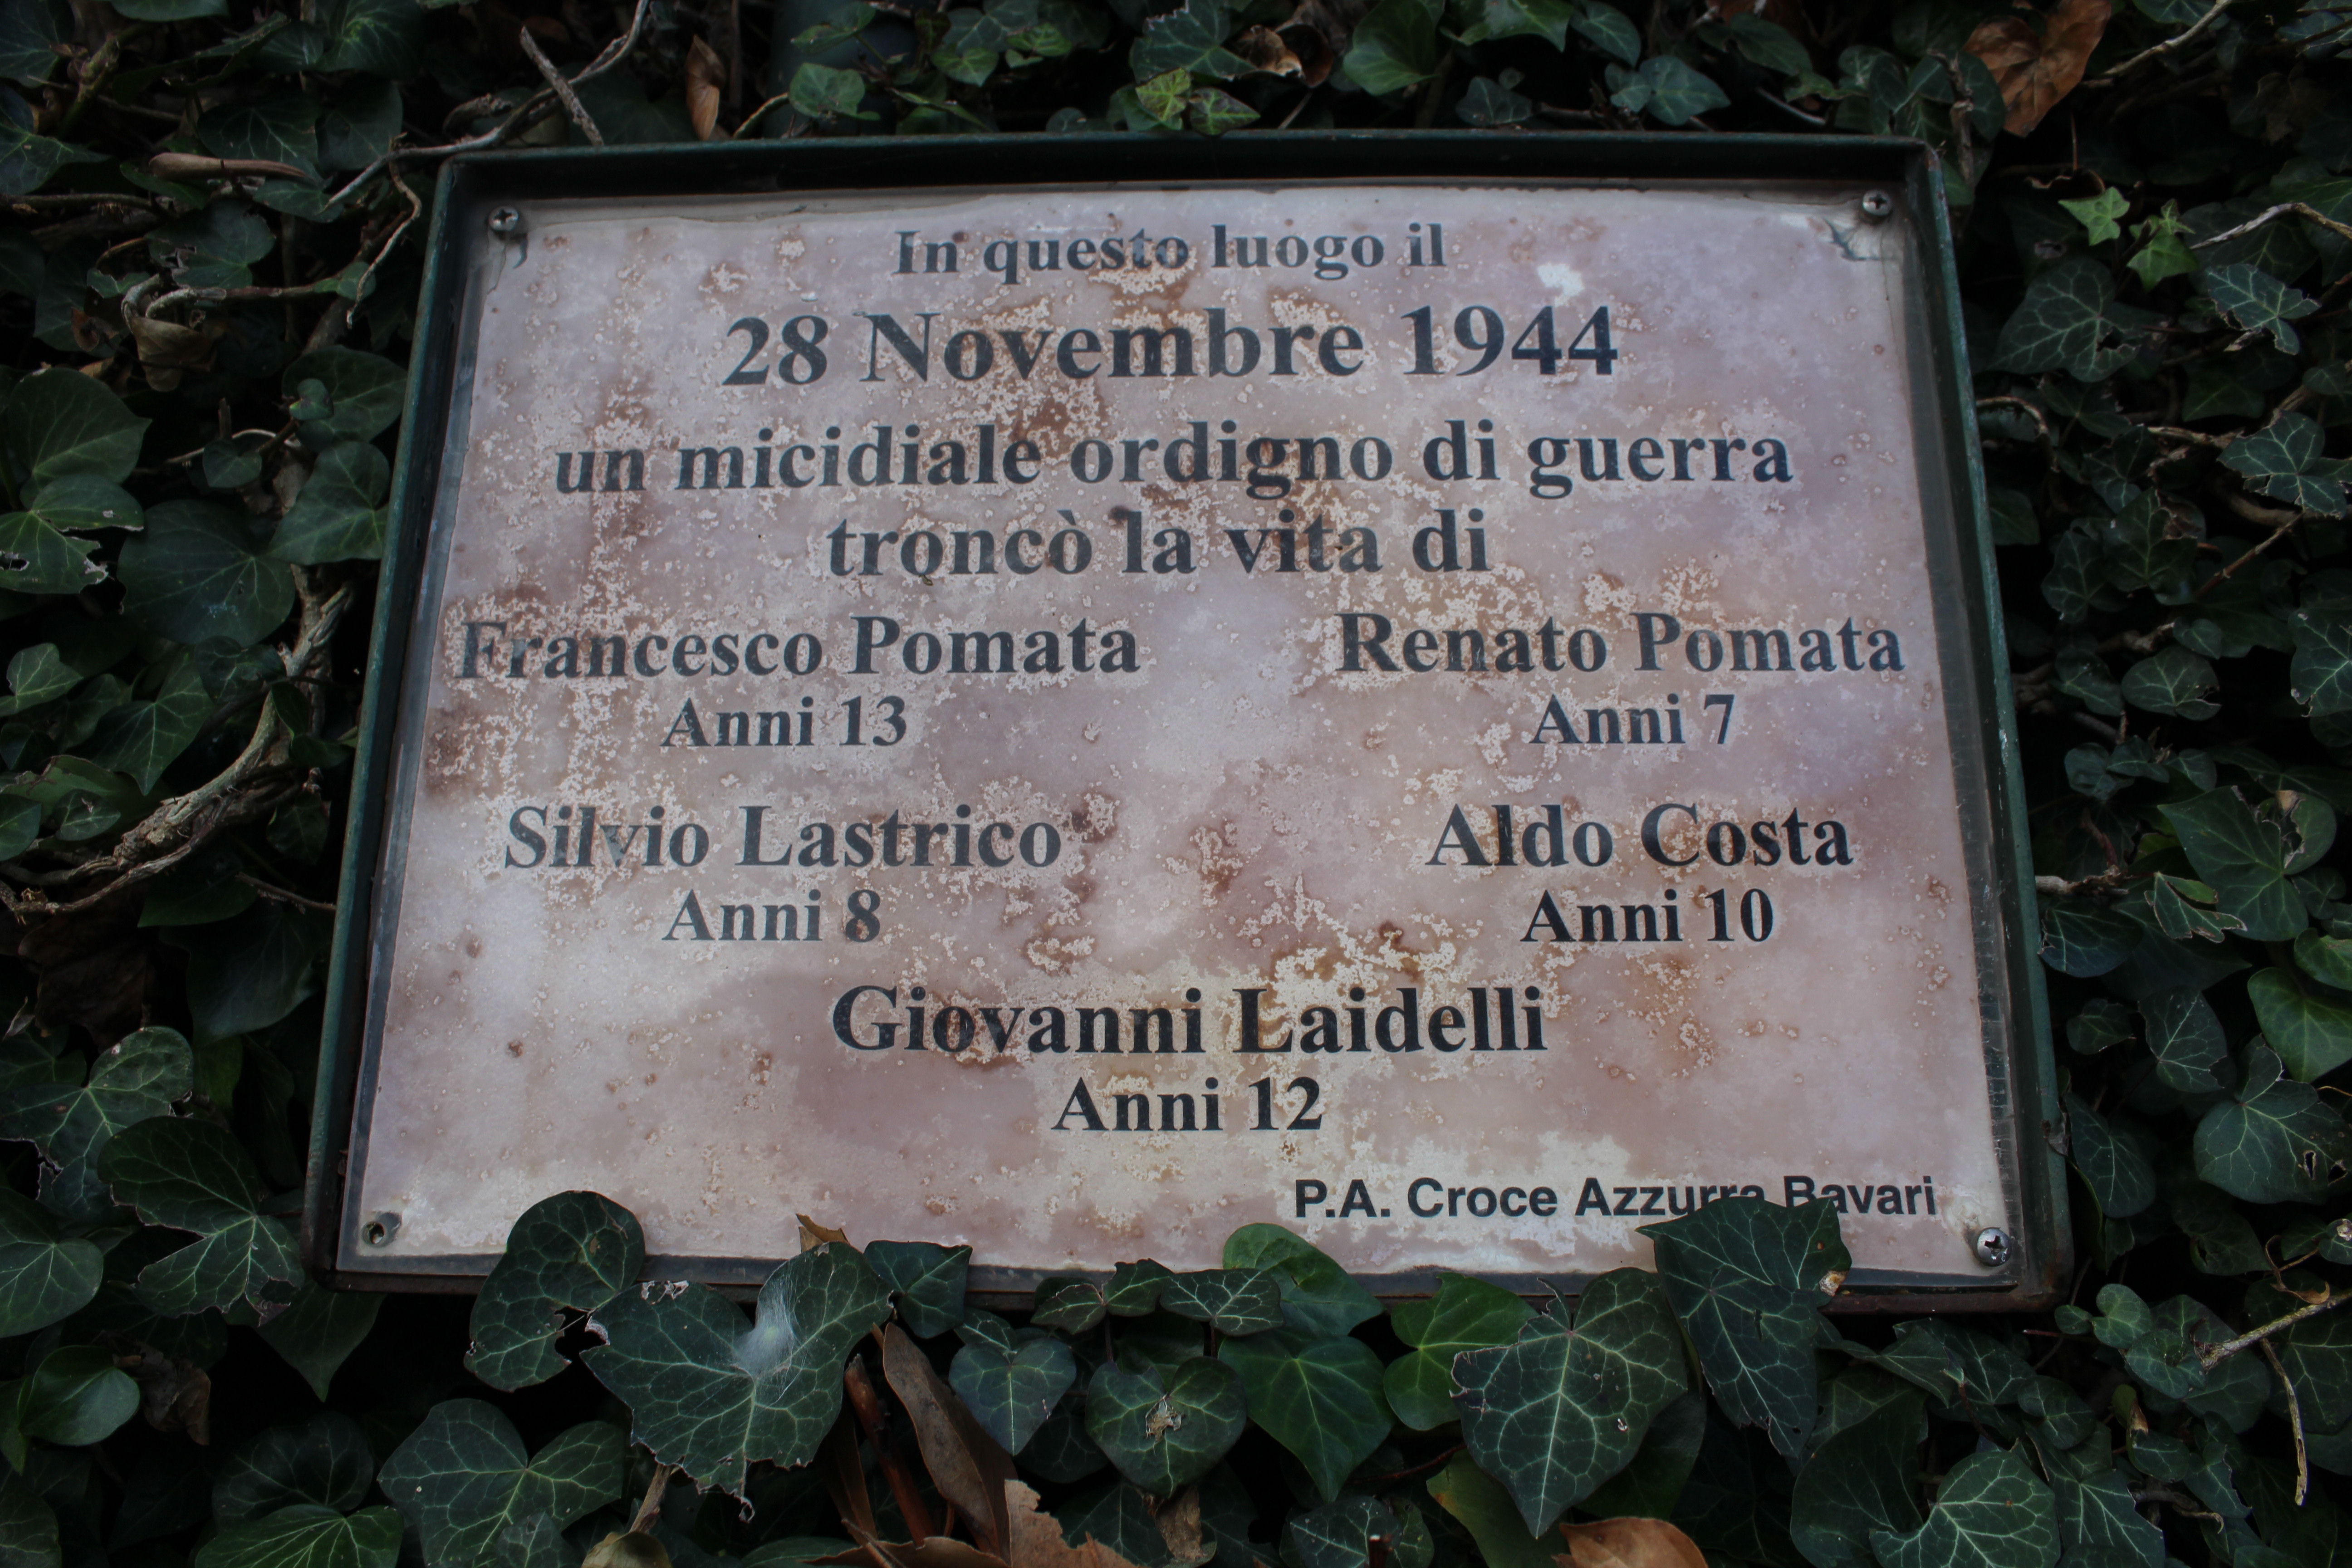 In questo luogo il
28 Novembre 1944
un micidiale ordigno di guerra
troncò la vita di
Francesco Pomata Renato Pomata
Anni 13 Anni 7
Silvio Lastrico Aldo Costa
Anni 8 Anni 10
Giovanni Laidelli
Anni 12
P.A. Croce Azzurra Bavari